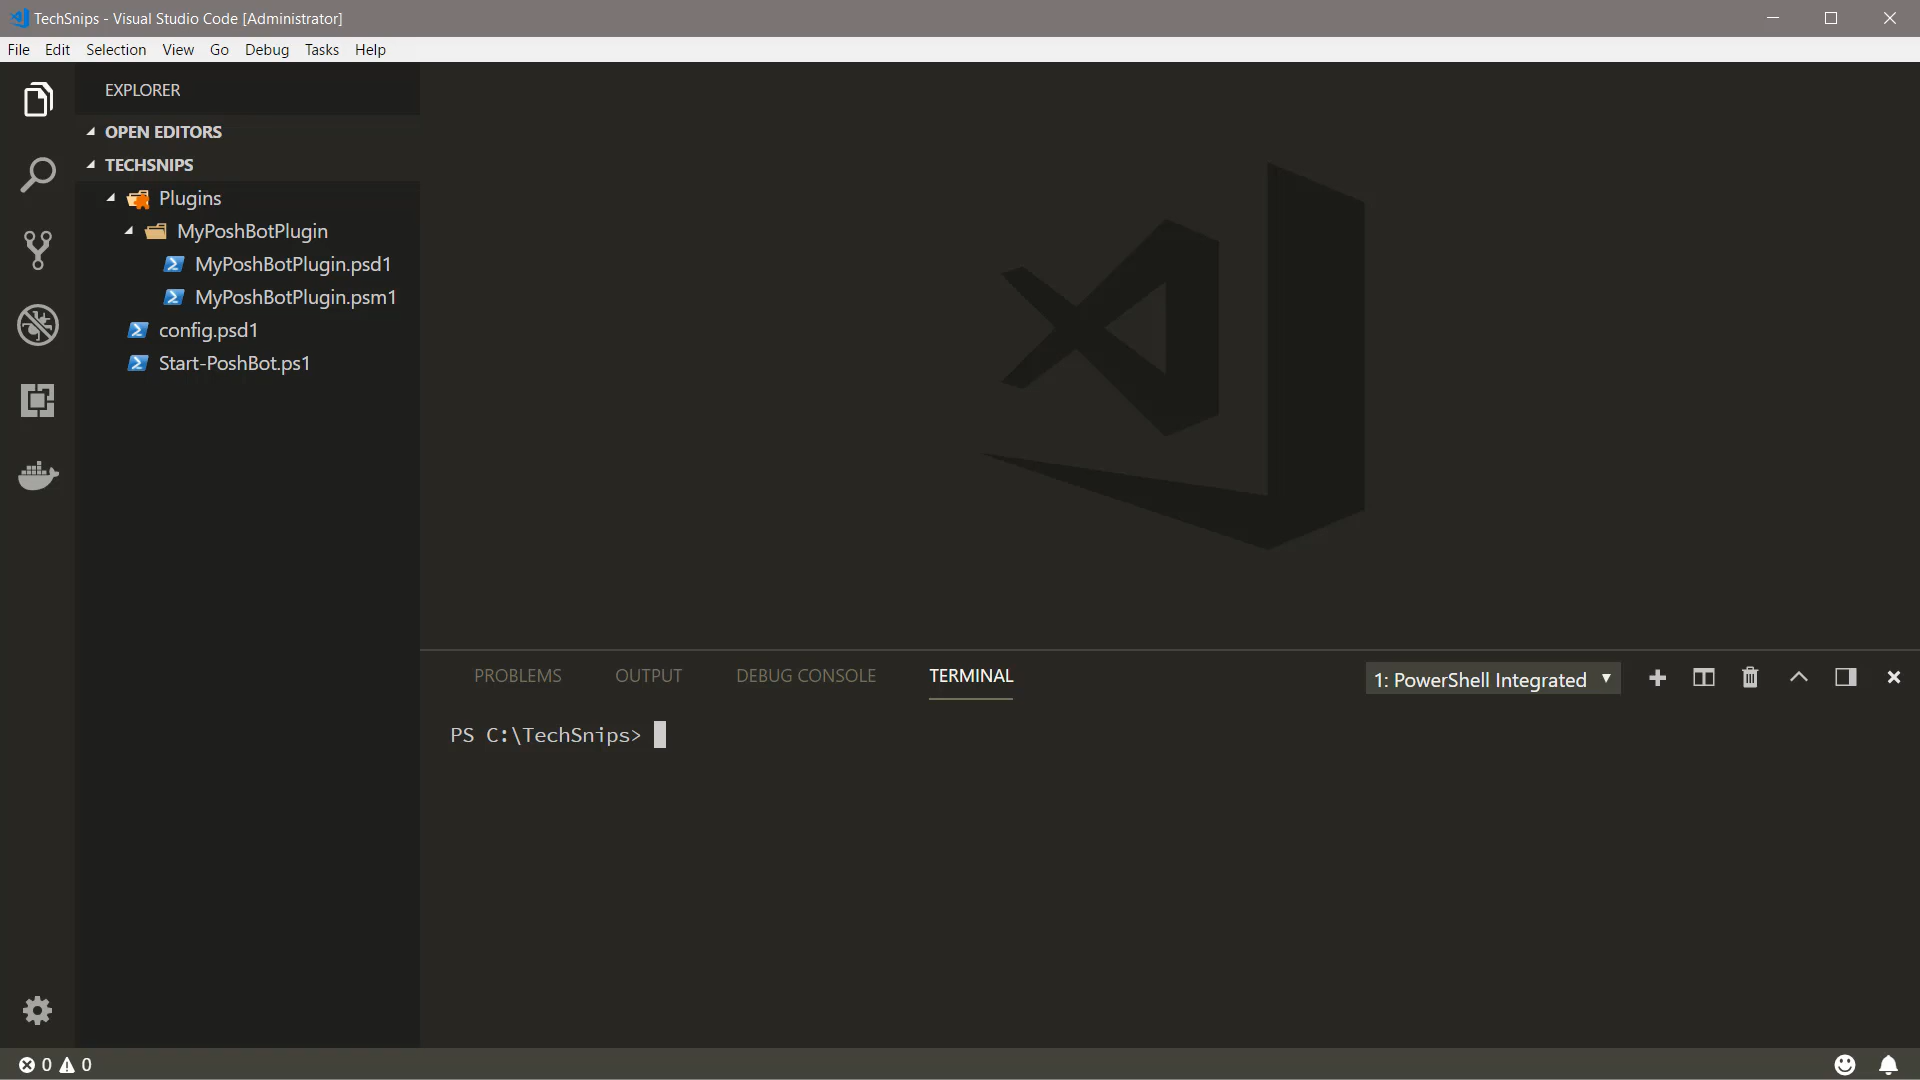 TechSnips - Visual Studio Code [Administrator]
File Edit Selection View Go Debug Tasks Help
EXPLORER
OPEN EDITORS
TECHSNIPS
Plugins
MyPoshBotPlugin
MyPoshBotPlugin.psd1
MyPoshBotPlugin.psm1
config.psd1
Start-PoshBot.ps1
PROBLEMS OUTPUT DEBUG CONSOLE TERMINAL 1: PowerShell Integrated
PS C:\TechSnips>
0 0